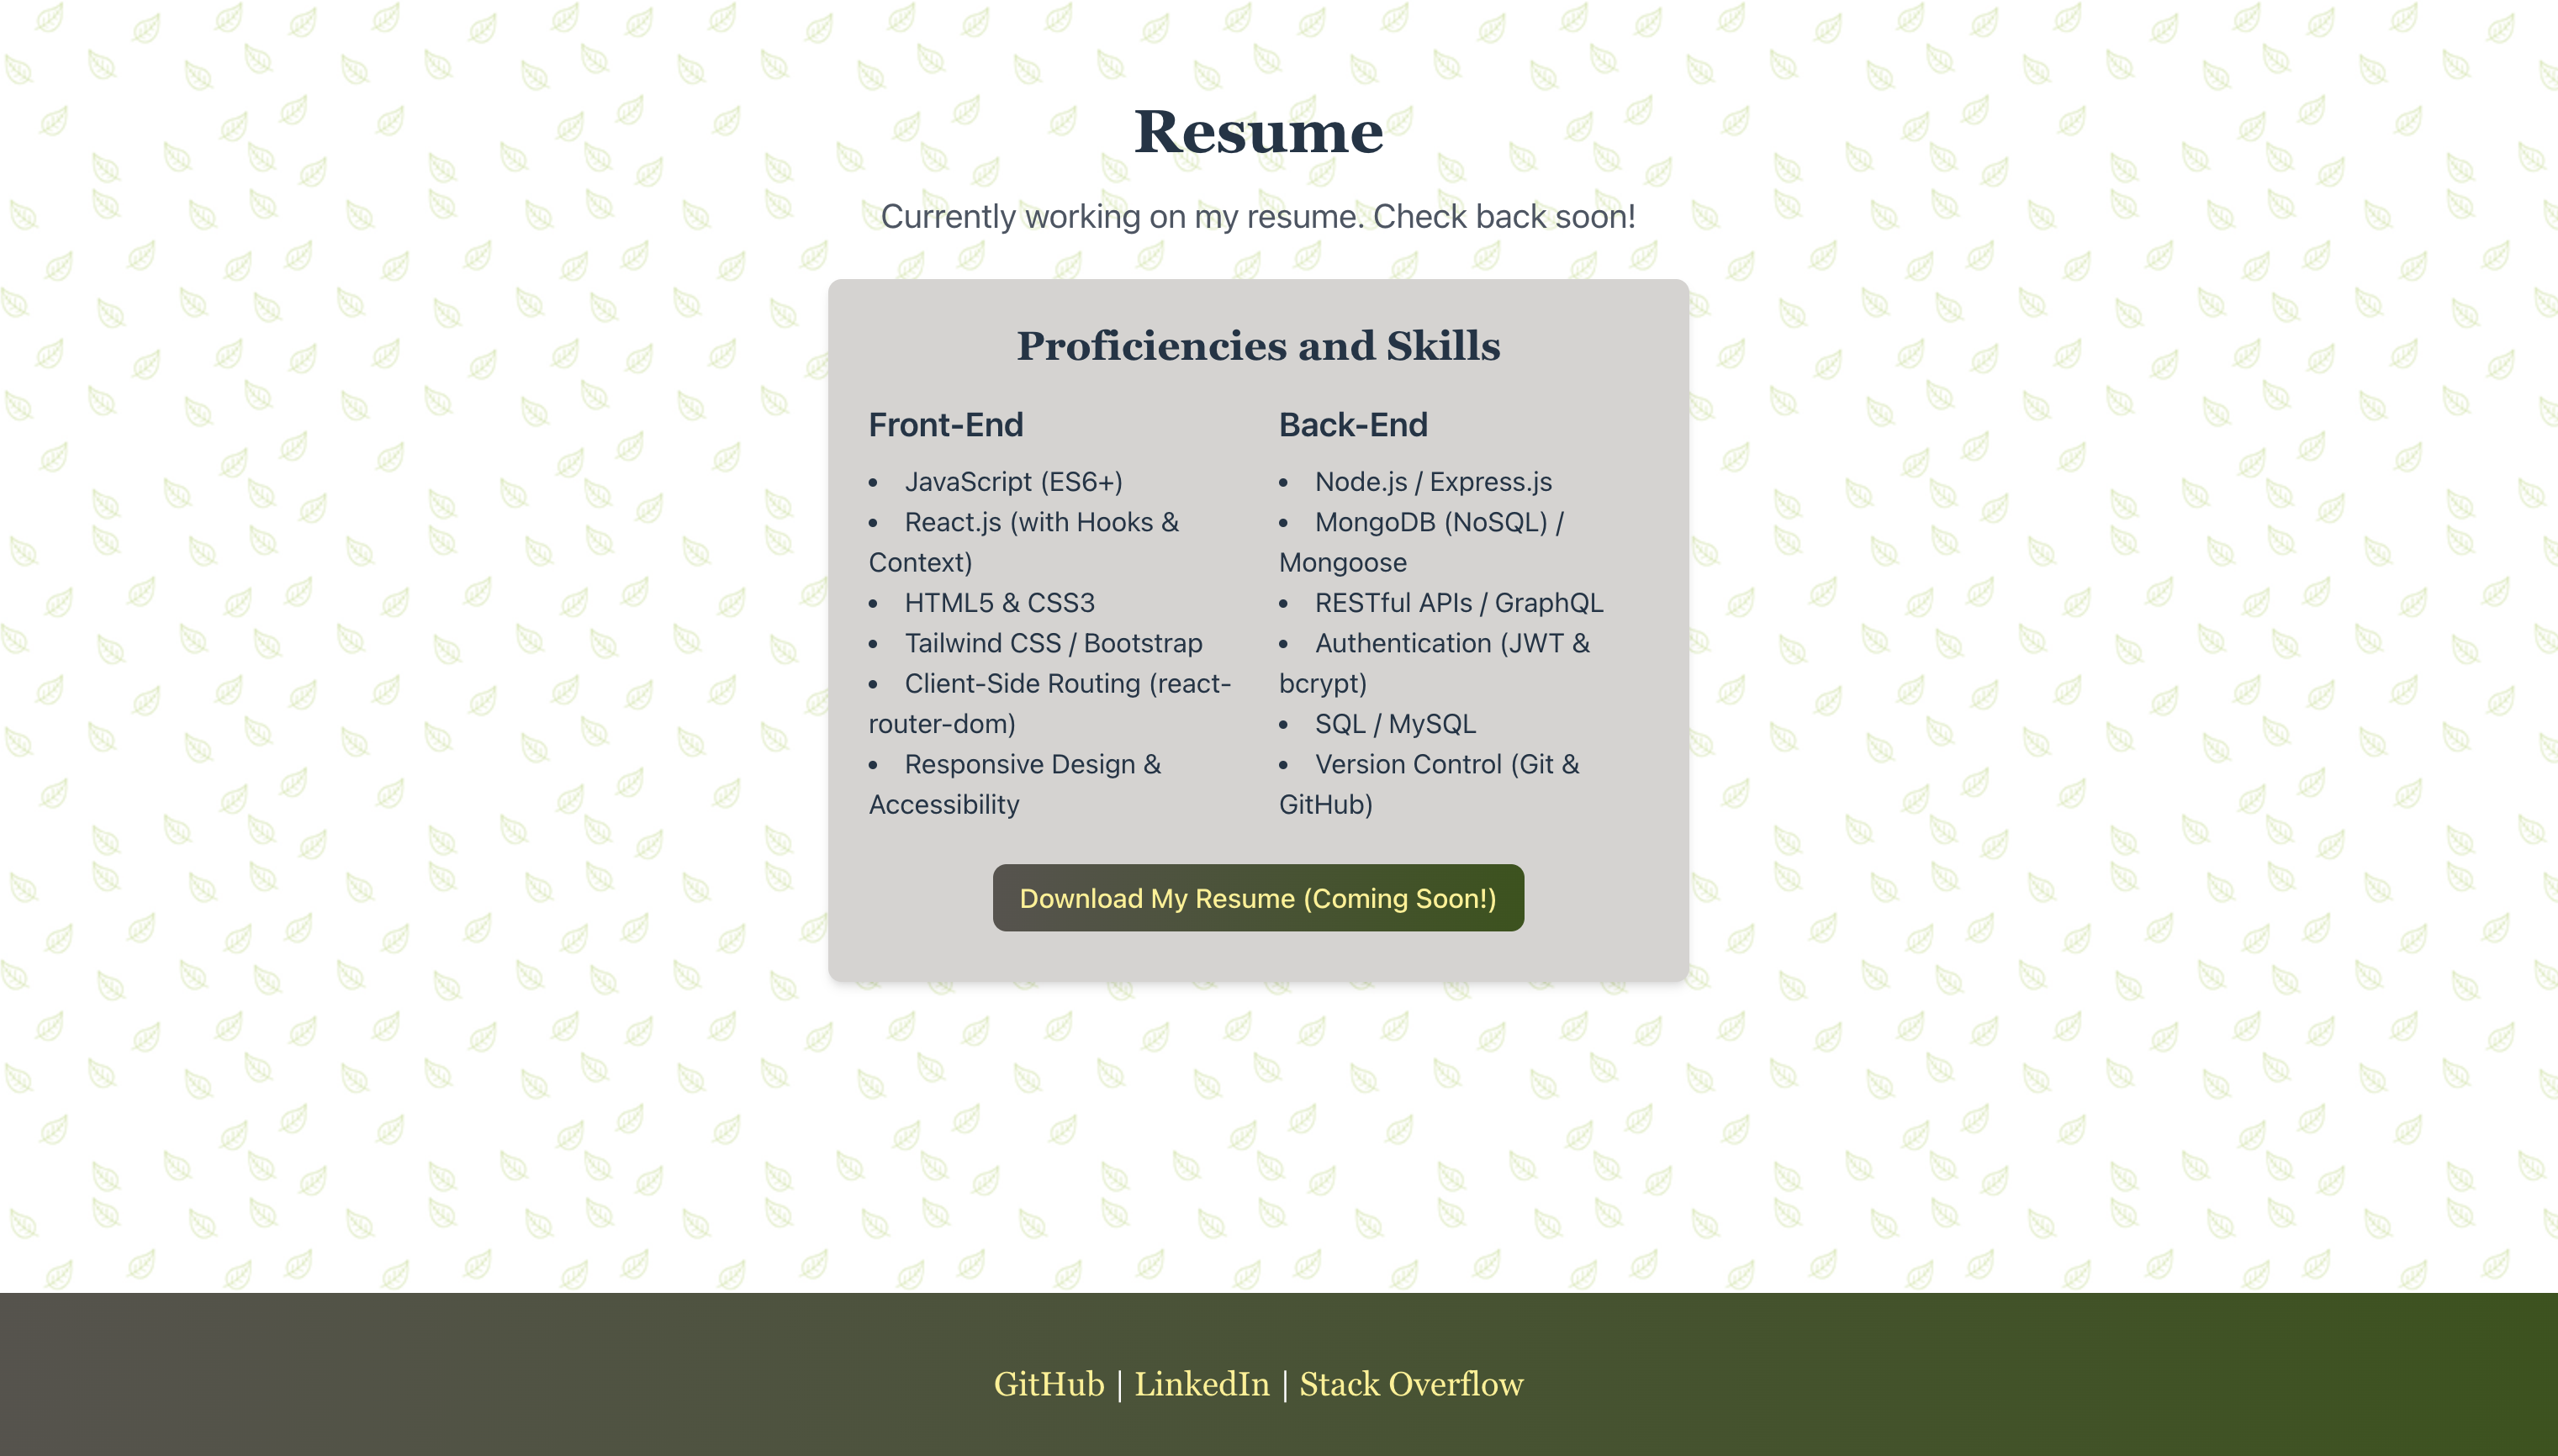 Resume
Currently working on my resume. Check back soon!
Proficiencies and Skills
Front-End
• JavaScript (ES6+)
• React.js (with Hooks &
Context)
• HTML5 & CSS3
• Tailwind CSS / Bootstrap
• Client-Side Routing (react-
router-dom)
• Responsive Design &
Accessibility
Back-End
• Node.js / Express.js
• MongoDB (NoSQL) /
Mongoose
• RESTful APIs / GraphQL
• Authentication (JWT &
bcrypt)
• SQL / MySQL
• Version Control (Git &
GitHub)
Download My Resume (Coming Soon!)
GitHub | LinkedIn | Stack Overflow